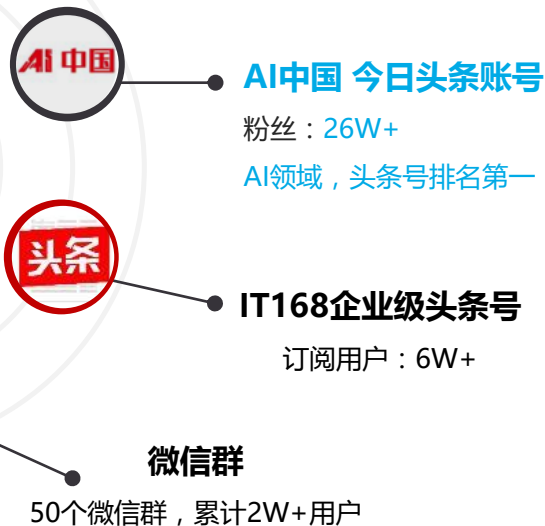 AI 中国
AI中国 今日头条账号
粉丝：26W+
AI领域，头条号排名第一
头条
IT168企业级头条号
订阅用户：6W+
微信群
50个微信群，累计2W+用户